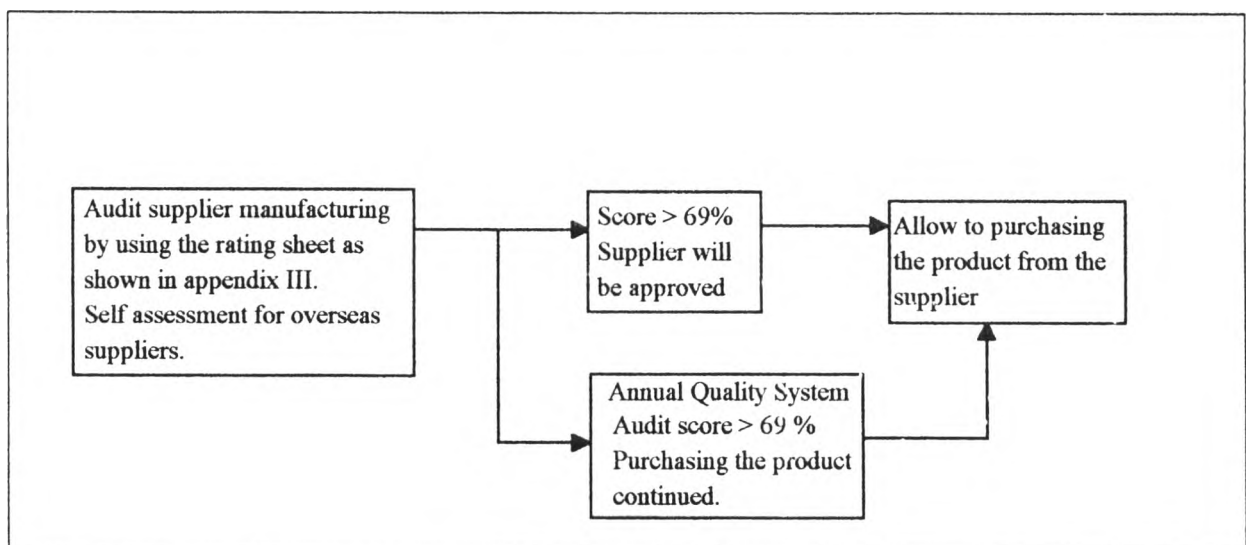 Audit supplier manufacturing
by using the rating sheet as
shown in appendix III.
Self assessment for overseas
suppliers.
Score > 69%
Supplier will
be approved
Allow to purchasing
the product from the
supplier
Annual Quality System
Audit score > 69 %
Purchasing the product
continued.